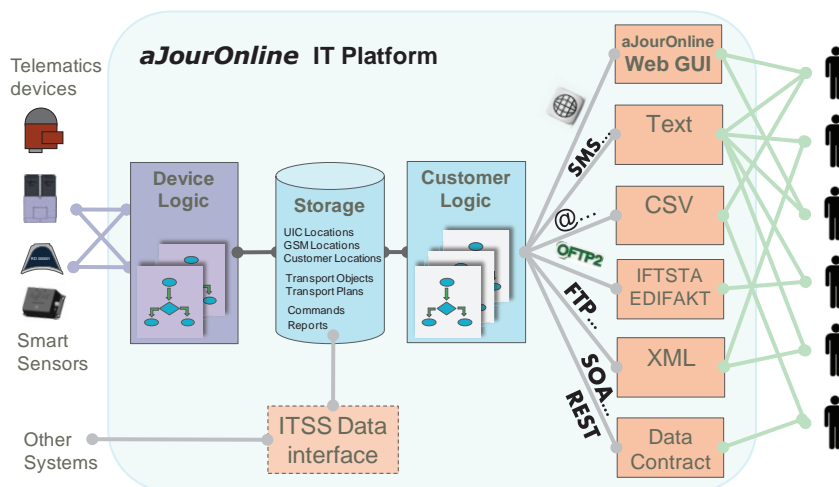 aJourOnline IT Platform
Telematics
devices
Smart
Sensors
Other
Systems
Device
Logic
Storage
UIC Locations
GSM Locations
Customer Locations
Transport Objects
Transport Plans
Commands
Reports
Customer
Logic
ITSS Data
interface
SMS...
@...
OFTP2
FTP...
SOA...
REST
aJourOnline
Web GUI
Text
CSV
IFTSTA
EDIFAKT
XML
Data
Contract